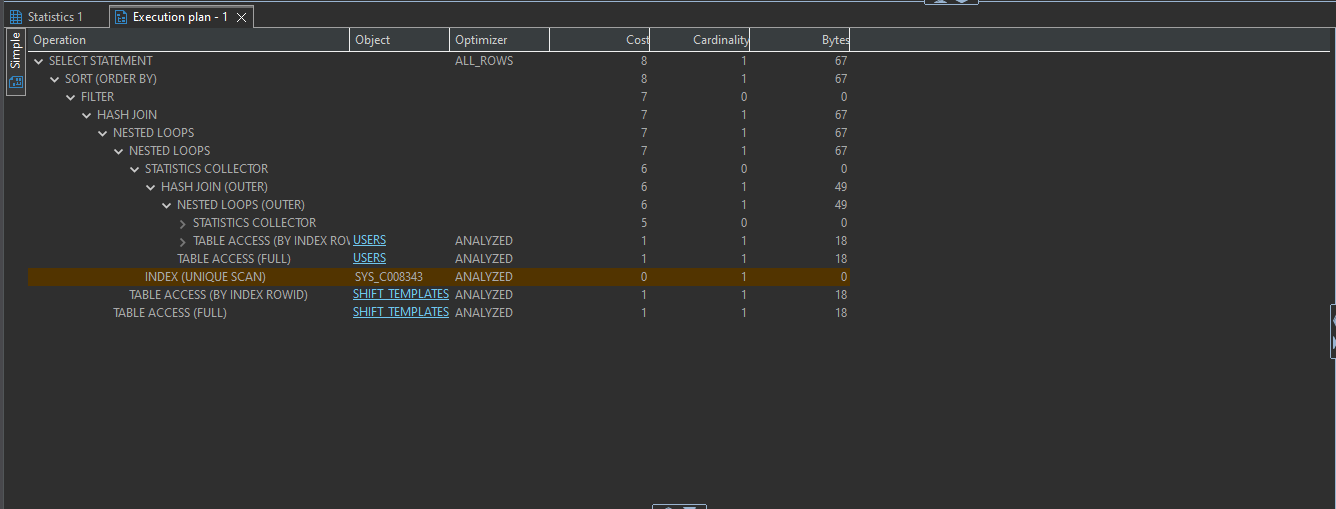 Statistics 1 Execution plan - 1
Simple
Operation Object Optimizer Cost Cardinality Bytes
SELECT STATEMENT ALL_ROWS 8 1 67
SORT (ORDER BY) 8 1 67
FILTER 7 0 0
HASH JOIN 7 1 67
NESTED LOOPS 7 1 67
NESTED LOOPS 7 1 67
STATISTICS COLLECTOR 6 0 0
HASH JOIN (OUTER) 6 1 49
NESTED LOOPS (OUTER) 6 1 49
STATISTICS COLLECTOR 5 0 0
TABLE ACCESS (BY INDEX ROW USERS ANALYZED 1 1 18
TABLE ACCESS (FULL) USERS ANALYZED 1 1 18
INDEX (UNIQUE SCAN) SYS_C008343 ANALYZED 0 1 0
TABLE ACCESS (BY INDEX ROWID) SHIFT_TEMPLATES ANALYZED 1 1 18
TABLE ACCESS (FULL) SHIFT_TEMPLATES ANALYZED 1 1 18